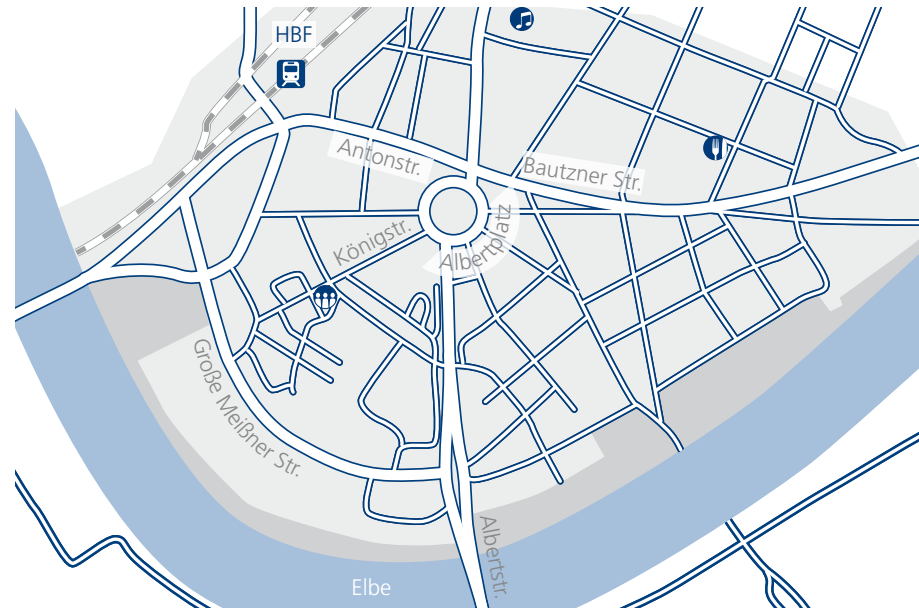 HBF
Antonstr.
Bautzner Str.
Königstr.
Albertplatz
Große Meißner Str.
Albertstr.
Elbe